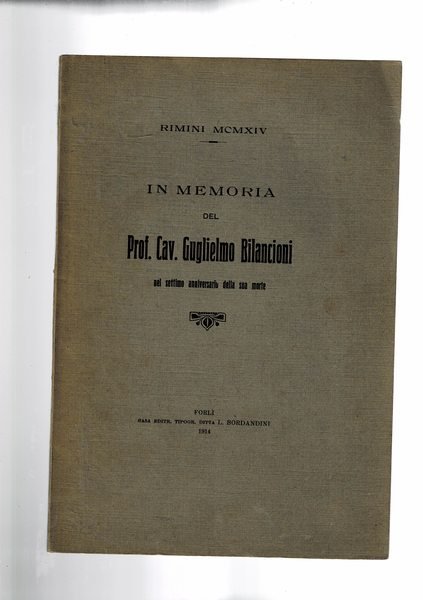 RIMINI MCMXIV
IN MEMORIA
DEL
Prof. Cav. Guglielmo Bilancioni
nel settimo anniversario della sua morte
FORLÌ
CASA EDITR. TIPOGR. DITTA L. BORDANDINI
1914